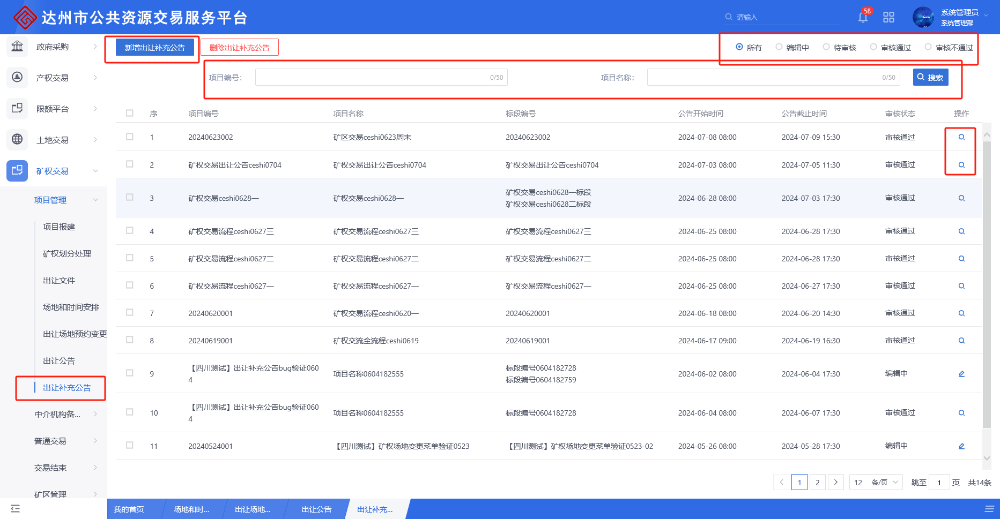 达州市公共资源交易服务平台
请输入
58
系统管理员
系统管理部
政府采购
产权交易
限额平台
土地交易
矿权交易
项目管理
项目报建
矿权划分处理
出让文件
场地和时间安排
出让场地预约变更
出让公告
出让补充公告
中介机构备...
普通交易
交易结束
矿区管理
新增出让补充公告 删除出让补充公告
所有 编辑中 待审核 审核通过 审核不通过
项目编号： 0/50 项目名称： 0/50 搜索
序 项目编号 项目名称 标段编号 公告开始时间 公告截止时间 审核状态 操作
1 20240623002 矿区交易ceshi0623周末 20240623002 2024-07-08 08:00 2024-07-09 15:30 审核通过
2 矿权交易出让公告ceshi0704 矿权交易出让公告ceshi0704 矿权交易出让公告ceshi0704 2024-07-03 08:00 2024-07-05 11:30 审核通过
3 矿权交易ceshi0628一 矿权交易ceshi0628一 矿权交易ceshi0628一标段 2024-06-28 08:00 2024-07-03 17:30 审核通过
矿权交易ceshi0628二标段
4 矿权交易流程ceshi0627三 矿权交易流程ceshi0627三 矿权交易流程ceshi0627三 2024-06-25 08:00 2024-06-28 17:30 审核通过
5 矿权交易流程ceshi0627二 矿权交易流程ceshi0627二 矿权交易流程ceshi0627二 2024-06-25 08:00 2024-06-28 17:30 审核通过
6 矿权交易流程ceshi0627一 矿权交易流程ceshi0627一 矿权交易流程ceshi0627一 2024-06-25 08:00 2024-06-27 17:30 审核通过
7 20240620001 矿权交易流程ceshi0620一 20240620001 2024-06-18 08:00 2024-06-20 14:30 审核通过
8 20240619001 矿权交流全流程ceshi0619 20240619001 2024-06-17 09:00 2024-06-19 16:30 审核通过
9 【四川测试】出让补充公告bug验证060 项目名称0604182555 标段编号0604182728 2024-06-02 08:00 2024-06-04 17:30 编辑中
4 标段编号0604182759
10 【四川测试】出让补充公告bug验证060 项目名称0604182555 标段编号0604182728 2024-06-04 08:00 2024-06-07 17:30 审核通过
4
11 20240524001 【四川测试】矿权场地变更菜单验证0523 【四川测试】矿权场地变更菜单验证0523-02 2024-05-26 08:00 2024-05-28 17:30 编辑中
1 2 12 条/页 跳至 1 页 共14条
我的首页 场地和时... 出让场地... 出让公告 出让补充...